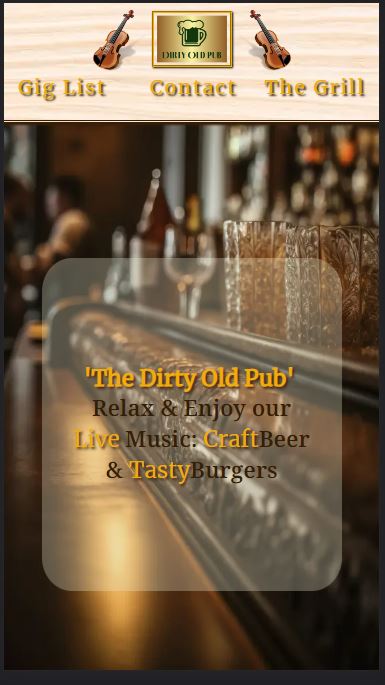 DIRTY OLD PUB
Gig List Contact The Grill
'The Dirty Old Pub'
Relax & Enjoy our
Live Music: CraftBeer
& TastyBurgers